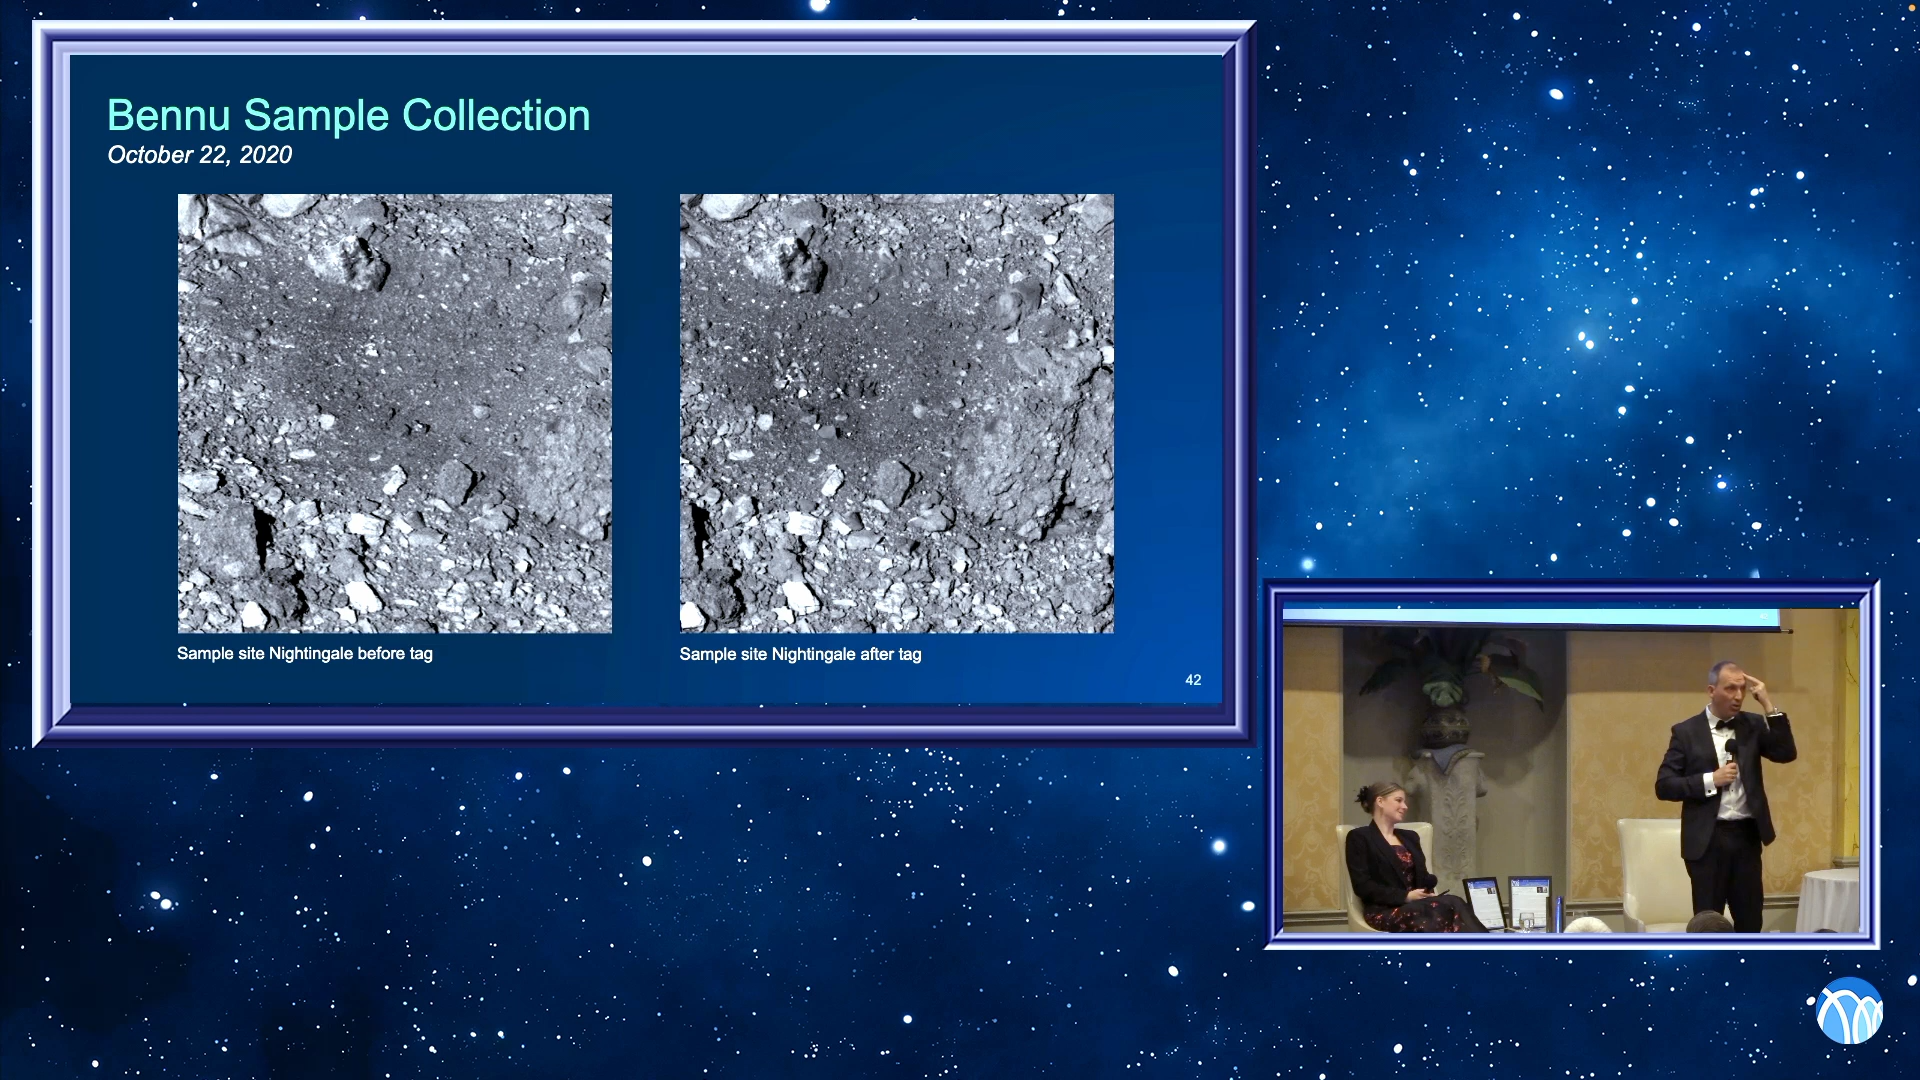 Bennu Sample Collection
October 22, 2020
Sample site Nightingale before tag
Sample site Nightingale after tag
42